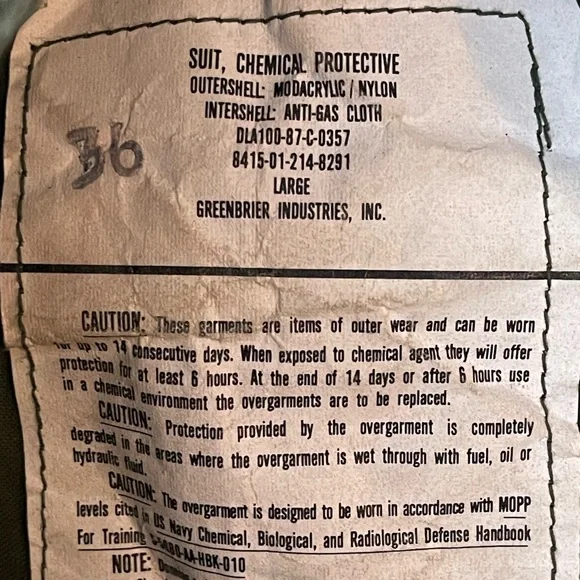 SUIT, CHEMICAL PROTECTIVE
OUTERSHELL: MODACRYLIC / NYLON
INTERSHELL: ANTI-GAS CLOTH
DLA100-87-C-0357
36
8415-01-214-8291
LARGE
GREENBRIER INDUSTRIES, INC.
CAUTION: These garments are items of outer wear and can be worn
for up to 14 consecutive days. When exposed to chemical agent they will offer
protection for at least 6 hours. At the end of 14 days or after 6 hours use
in a chemical environment the overgarments are to be replaced.
CAUTION: Protection provided by the overgarment is completely
degraded in the areas where the overgarment is wet through with fuel, oil or
hydraulic fluid.
CAUTION: The overgarment is designed to be worn in accordance with MOPP
levels cited in US Navy Chemical, Biological, and Radiological Defense Handbook
For Training -AA-HBK-010
NOTE: